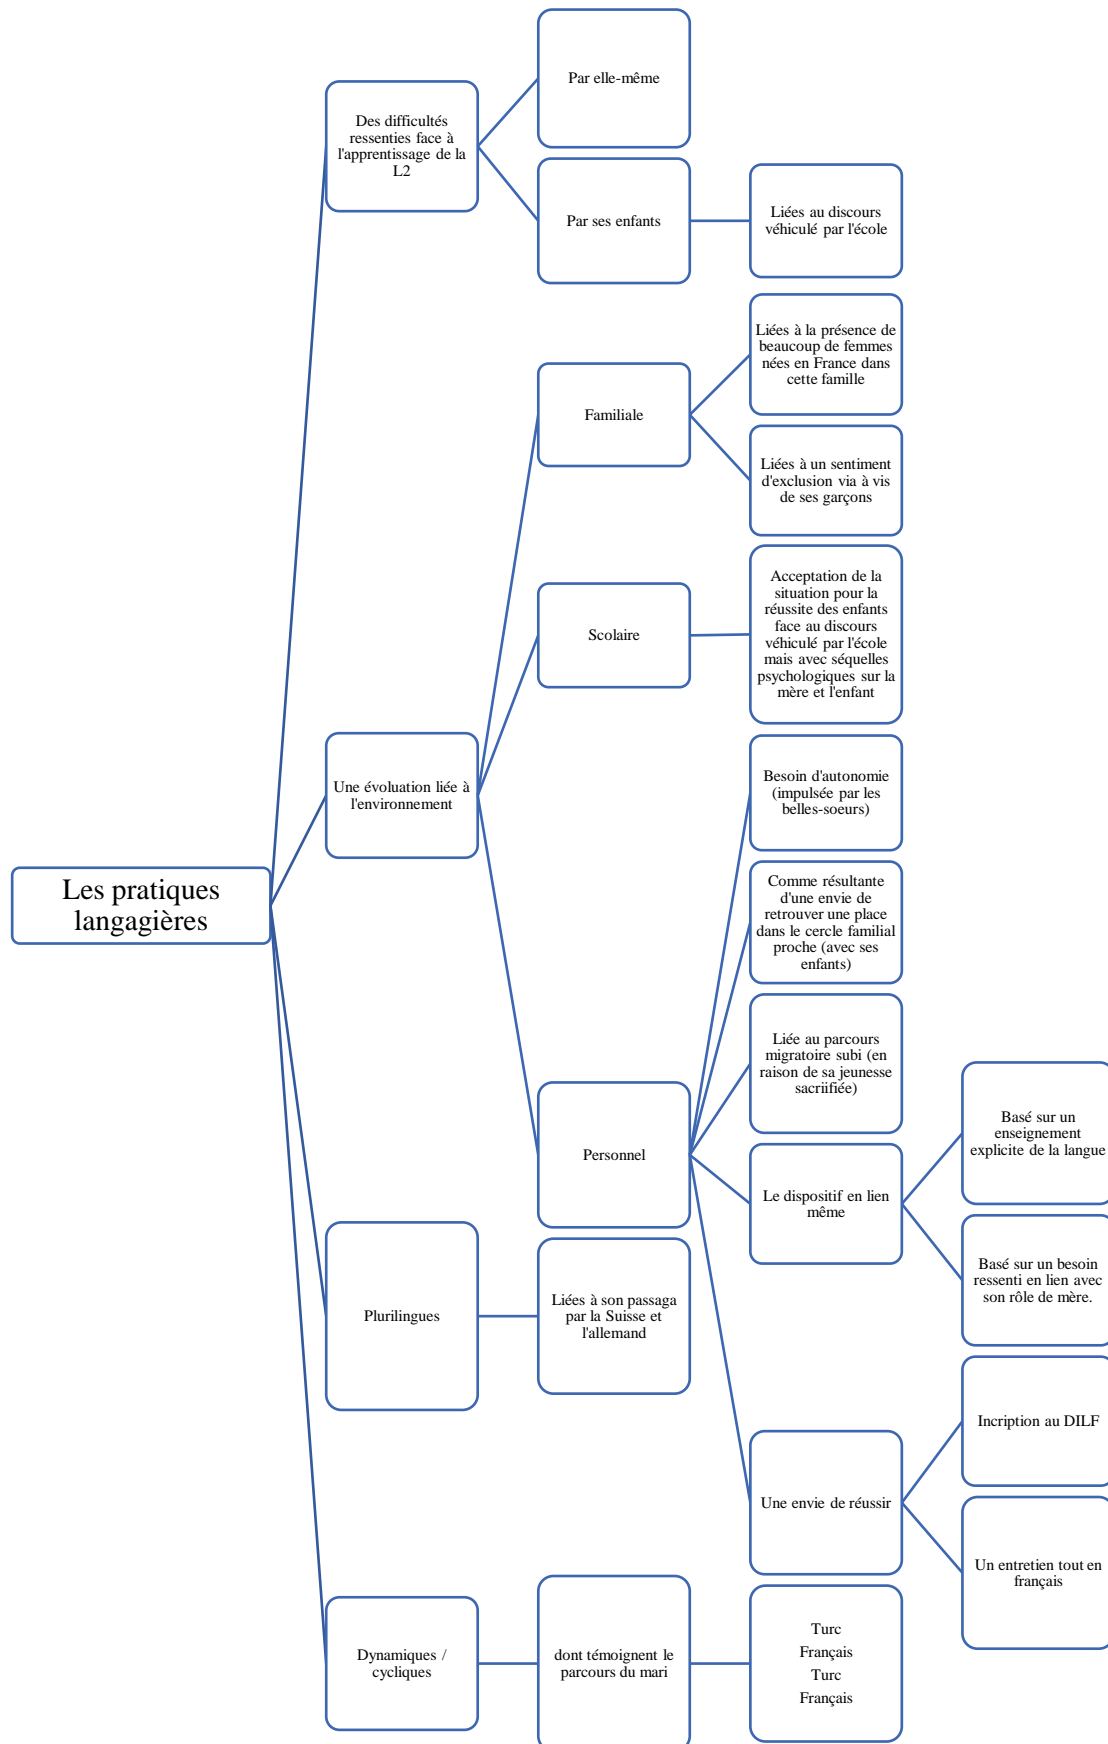 Par elle-même
Des difficultés
ressenties face à
l'apprentissage de la
L2
Par ses enfants
Liées au discours
véhiculé par l'école
Liées à la présence de
beaucoup de femmes
nées en France dans
cette famille
Familiale
Liées à un sentiment
d'exclusion via à vis
de ses garçons
Acceptation de la
situation pour la
réussite des enfants
face au discours
véhiculé par l'école
mais avec séquelles
psychologiques sur la
mère et l'enfant
Scolaire
Une évoluation liée à
l'environnement
Besoin d'autonomie
(impulsée par les
belles-soeurs)
Les pratiques
langagières
Comme résultante
d'une envie de
retrouver une place
dans le cercle familial
proche (avec ses
enfants)
Liée au parcours
migratoire subi (en
raison de sa jeunesse
sacriifiée)
Personnel
Le dispositif en lien
même
Basé sur un
enseignement
explicite de la langue
Basé sur un besoin
ressenti en lien avec
son rôle de mère.
Plurilingues
Liées à son passaga
par la Suisse et
l'allemand
Une envie de réussir
Incription au DILF
Un entretien tout en
français
Dynamiques /
cycliques
dont témoignent le
parcours du mari
Turc
Français
Turc
Français